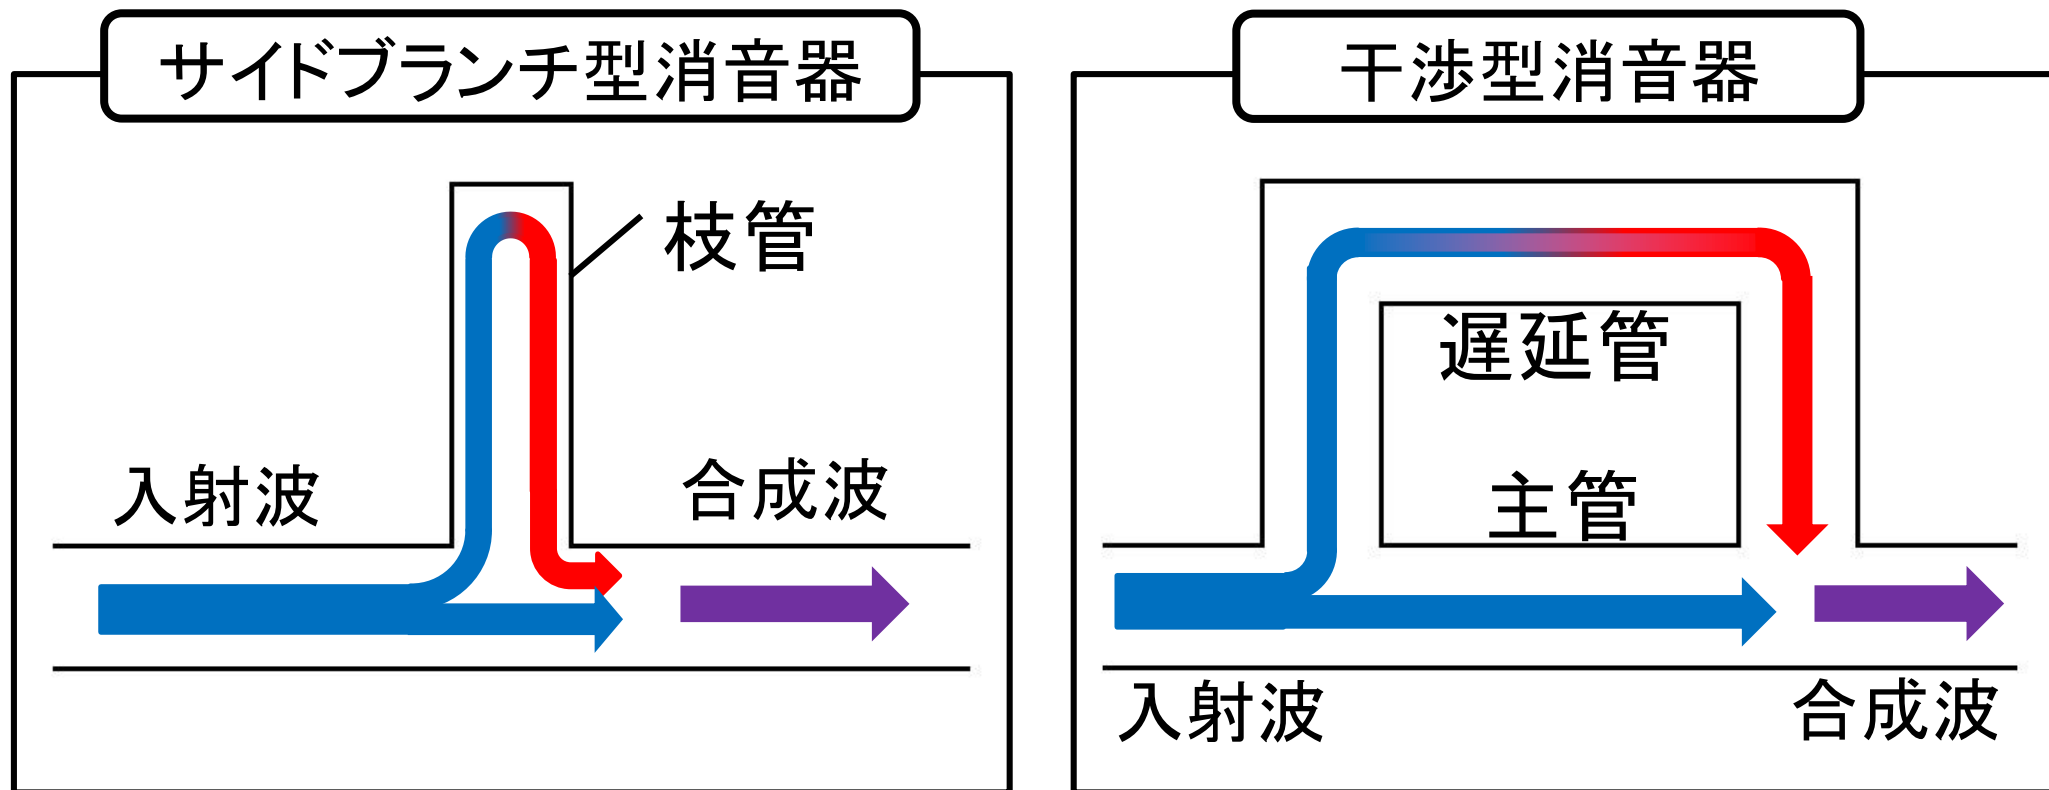 サイドブランチ型消音器
枝管
入射波
合成波
干渉型消音器
遅延管
主管
入射波
合成波